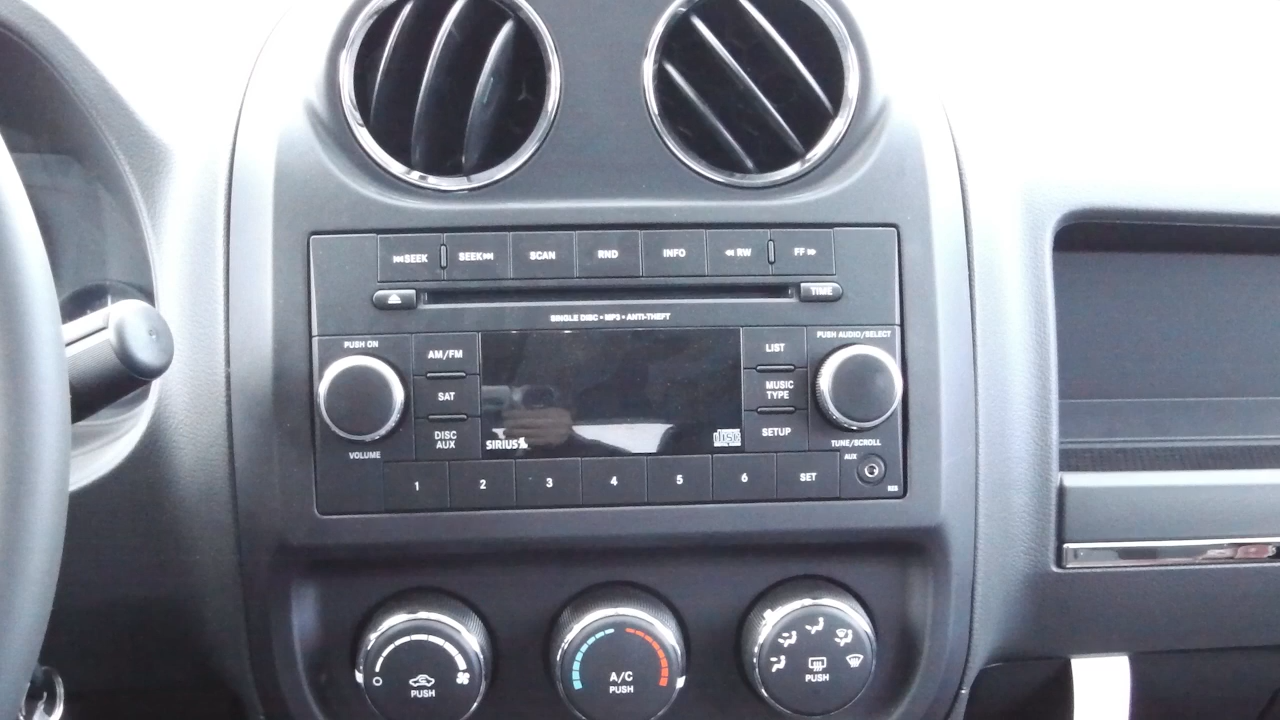 SEEK
SEEK
SCAN
RND
INFO
RW
FF
TIME
SINGLE DISC • MP3 • ANTI-THEFT
PUSH ON
VOLUME
AM/FM
SAT
DISC
AUX
SIRIUS
disc
LIST
MUSIC
TYPE
SETUP
PUSH AUDIO/SELECT
TUNE/SCROLL
AUX
RES
1 2 3 4 5 6 SET
PUSH
A/C
PUSH
PUSH